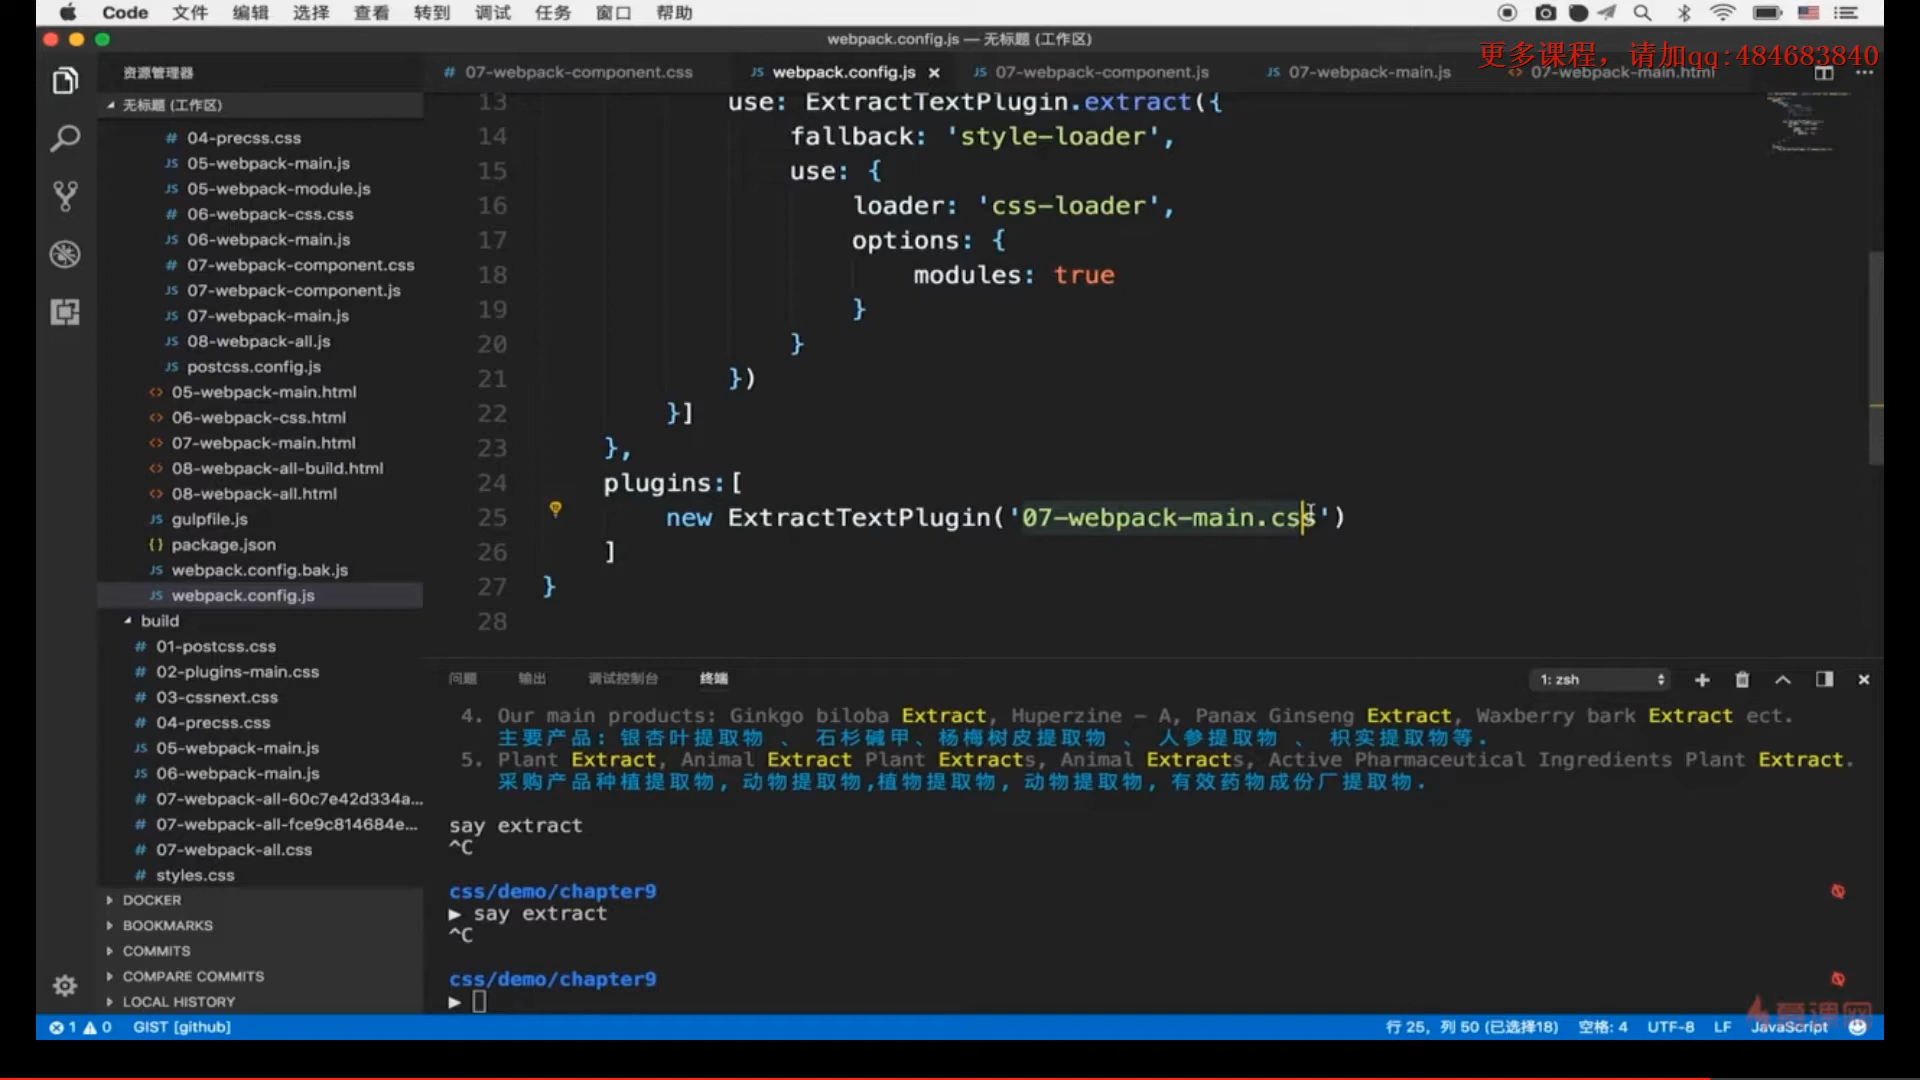 Code 文件 编辑 选择 查看 转到 调试 任务 窗口 帮助
webpack.config.js — 无标题 (工作区)
更多课程，请加qq:484683840
资源管理器
# 07-webpack-component.css JS webpack.config.js × JS 07-webpack-component.js JS 07-webpack-main.js <> 07-webpack-main.html
无标题 (工作区)
# 04-precss.css
JS 05-webpack-main.js
JS 05-webpack-module.js
# 06-webpack-css.css
JS 06-webpack-main.js
# 07-webpack-component.css
JS 07-webpack-component.js
JS 07-webpack-main.js
JS 08-webpack-all.js
JS postcss.config.js
<> 05-webpack-main.html
<> 06-webpack-css.html
<> 07-webpack-main.html
<> 08-webpack-all-build.html
<> 08-webpack-all.html
JS gulpfile.js
{} package.json
JS webpack.config.bak.js
JS webpack.config.js
build
# 01-postcss.css
# 02-plugins-main.css
# 03-cssnext.css
# 04-precss.css
JS 05-webpack-main.js
JS 06-webpack-main.js
# 07-webpack-all-60c7e42d334a...
# 07-webpack-all-fce9c814684e...
# 07-webpack-all.css
# styles.css
DOCKER
BOOKMARKS
COMMITS
COMPARE COMMITS
LOCAL HISTORY
13 use: ExtractTextPlugin.extract({
14 fallback: 'style-loader',
15 use: {
16 loader: 'css-loader',
17 options: {
18 modules: true
19 }
20 }
21 })
22 }]
23 },
24 plugins:[
25 new ExtractTextPlugin('07-webpack-main.css')
26 ]
27 }
28
问题 输出 调试控制台 终端 1: zsh
4. Our main products: Ginkgo biloba Extract, Huperzine - A, Panax Ginseng Extract, Waxberry bark Extract ect.
主要产品: 银杏叶提取物 、 石杉碱甲、杨梅树皮提取物 、 人参提取物 、 枳实提取物等.
5. Plant Extract, Animal Extract Plant Extracts, Animal Extracts, Active Pharmaceutical Ingredients Plant Extract.
采购产品种植提取物, 动物提取物,植物提取物, 动物提取物, 有效药物成份厂提取物.
say extract
^C
css/demo/chapter9
▶ say extract
^C
css/demo/chapter9
▶
1 0 GIST [github] 行 25，列 50 (已选择18) 空格: 4 UTF-8 LF JavaScript